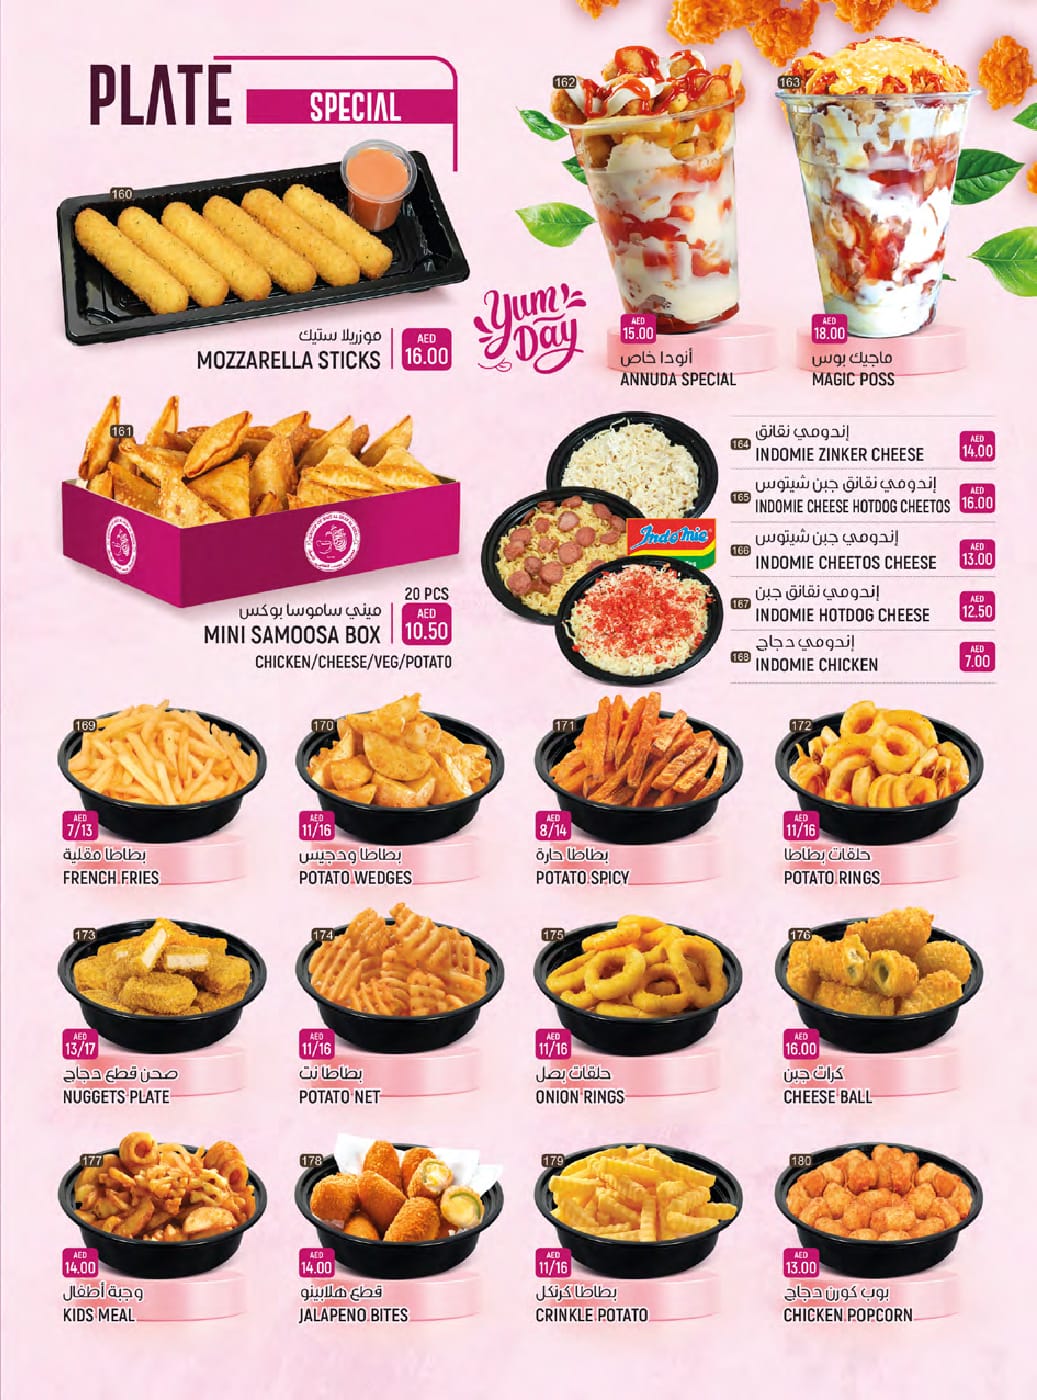 PLATE
SPECIAL
160
موزريلا ستيك
MOZZARELLA STICKS
AED
16.00
Yum
Day
162
AED
15.00
أنودا خاص
ANNUDA SPECIAL
163
AED
18.00
ماجيك بوس
MAGIC POSS
161
20 PCS
ميني ساموسا بوكس
MINI SAMOOSA BOX
AED
10.50
CHICKEN/CHEESE/VEG/POTATO
Indomie
164
إندومي نقانق
INDOMIE ZINKER CHEESE
AED
14.00
165
إندومي نقانق جبن شيتوس
INDOMIE CHEESE HOTDOG CHEETOS
AED
16.00
166
إندومي جبن شيتوس
INDOMIE CHEETOS CHEESE
AED
13.00
167
إندومي نقانق جبن
INDOMIE HOTDOG CHEESE
AED
12.50
168
إندومي دجاج
INDOMIE CHICKEN
AED
7.00
169
AED
7/13
بطاطا مقلية
FRENCH FRIES
170
AED
11/16
بطاطا ودجيس
POTATO WEDGES
171
AED
8/14
بطاطا حارة
POTATO SPICY
172
AED
11/16
حلقات بطاطا
POTATO RINGS
173
AED
13/17
صحن قطع دجاج
NUGGETS PLATE
174
AED
11/16
بطاطا نت
POTATO NET
175
AED
11/16
حلقات بصل
ONION RINGS
176
AED
16.00
كرات جبن
CHEESE BALL
177
AED
14.00
وجبة أطفال
KIDS MEAL
178
AED
14.00
قطع هلابينو
JALAPENO BITES
179
AED
11/16
بطاطا كرنكل
CRINKLE POTATO
180
AED
13.00
بوب كورن دجاج
CHICKEN POPCORN